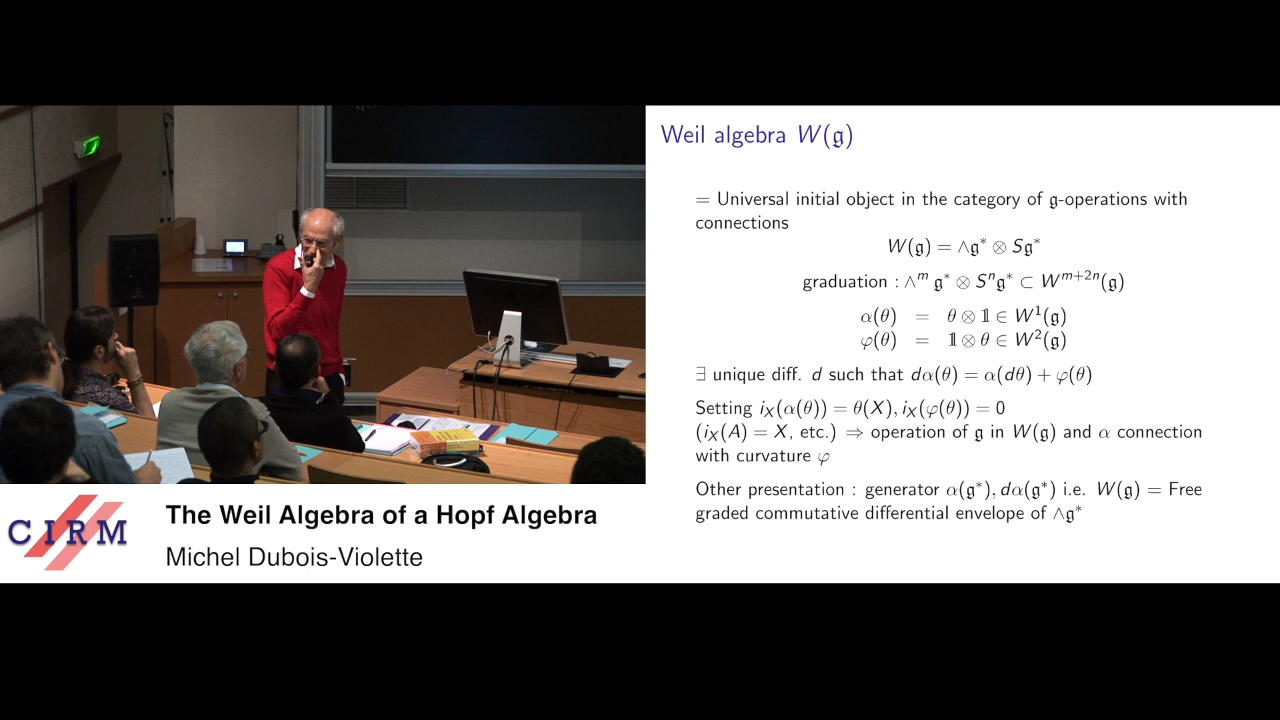 Weil algebra W(𝔤)
= Universal initial object in the category of 𝔤-operations with
connections
W(𝔤) = ∧𝔤* ⊗ S𝔤*
graduation : ∧ᵐ 𝔤* ⊗ Sⁿ𝔤* ⊂ Wᵐ⁺²ⁿ(𝔤)
α(θ) = θ ⊗ 𝟙 ∈ W¹(𝔤)
φ(θ) = 𝟙 ⊗ θ ∈ W²(𝔤)
∃ unique diff. d such that dα(θ) = α(dθ) + φ(θ)
Setting i_X(α(θ)) = θ(X), i_X(φ(θ)) = 0
(i_X(A) = X, etc.) ⇒ operation of 𝔤 in W(𝔤) and α connection
with curvature φ
Other presentation : generator α(𝔤*), dα(𝔤*) i.e. W(𝔤) = Free
graded commutative differential envelope of ∧𝔤*
CIRM
The Weil Algebra of a Hopf Algebra
Michel Dubois-Violette